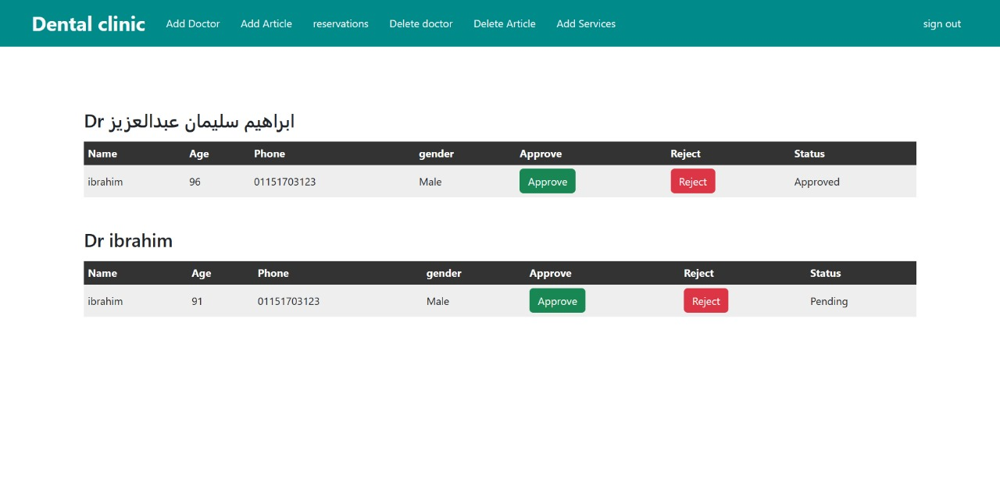 Dental clinic Add Doctor Add Article reservations Delete doctor Delete Article Add Services sign out
Dr ابراهيم سليمان عبدالعزيز
Name Age Phone gender Approve Reject Status
ibrahim 96 01151703123 Male Approve Reject Approved
Dr ibrahim
Name Age Phone gender Approve Reject Status
ibrahim 91 01151703123 Male Approve Reject Pending